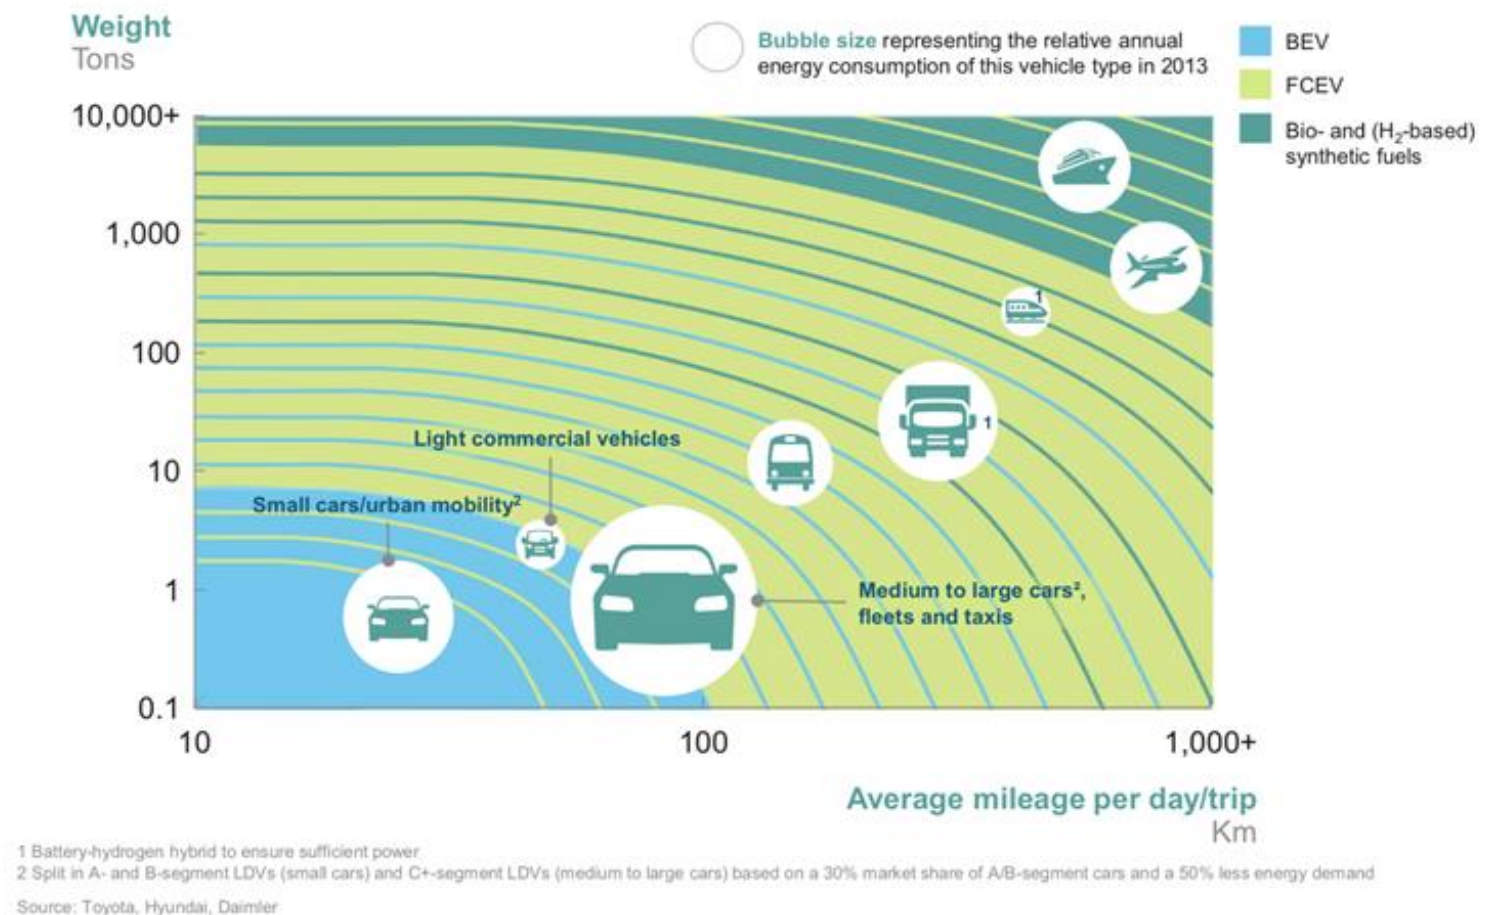 Weight
Tons
Bubble size representing the relative annual
energy consumption of this vehicle type in 2013
BEV
FCEV
Bio- and (H₂-based)
synthetic fuels
10,000+
1,000
100
10
1
0.1
1
1
Light commercial vehicles
Small cars/urban mobility²
Medium to large cars²,
fleets and taxis
10
100
1,000+
Average mileage per day/trip
Km
1 Battery-hydrogen hybrid to ensure sufficient power
2 Split in A- and B-segment LDVs (small cars) and C+-segment LDVs (medium to large cars) based on a 30% market share of A/B-segment cars and a 50% less energy demand
Source: Toyota, Hyundai, Daimler